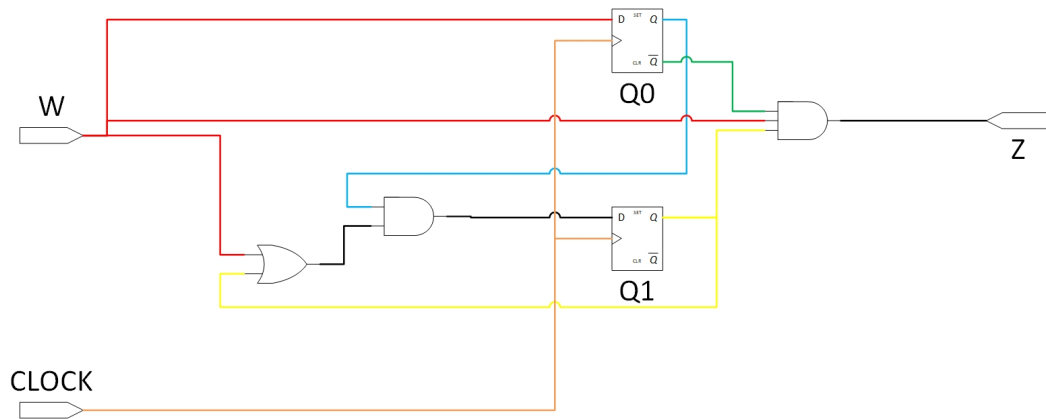 D SET Q
CLR Q̅
Q0
W
Z
D SET Q
CLR Q̅
Q1
CLOCK